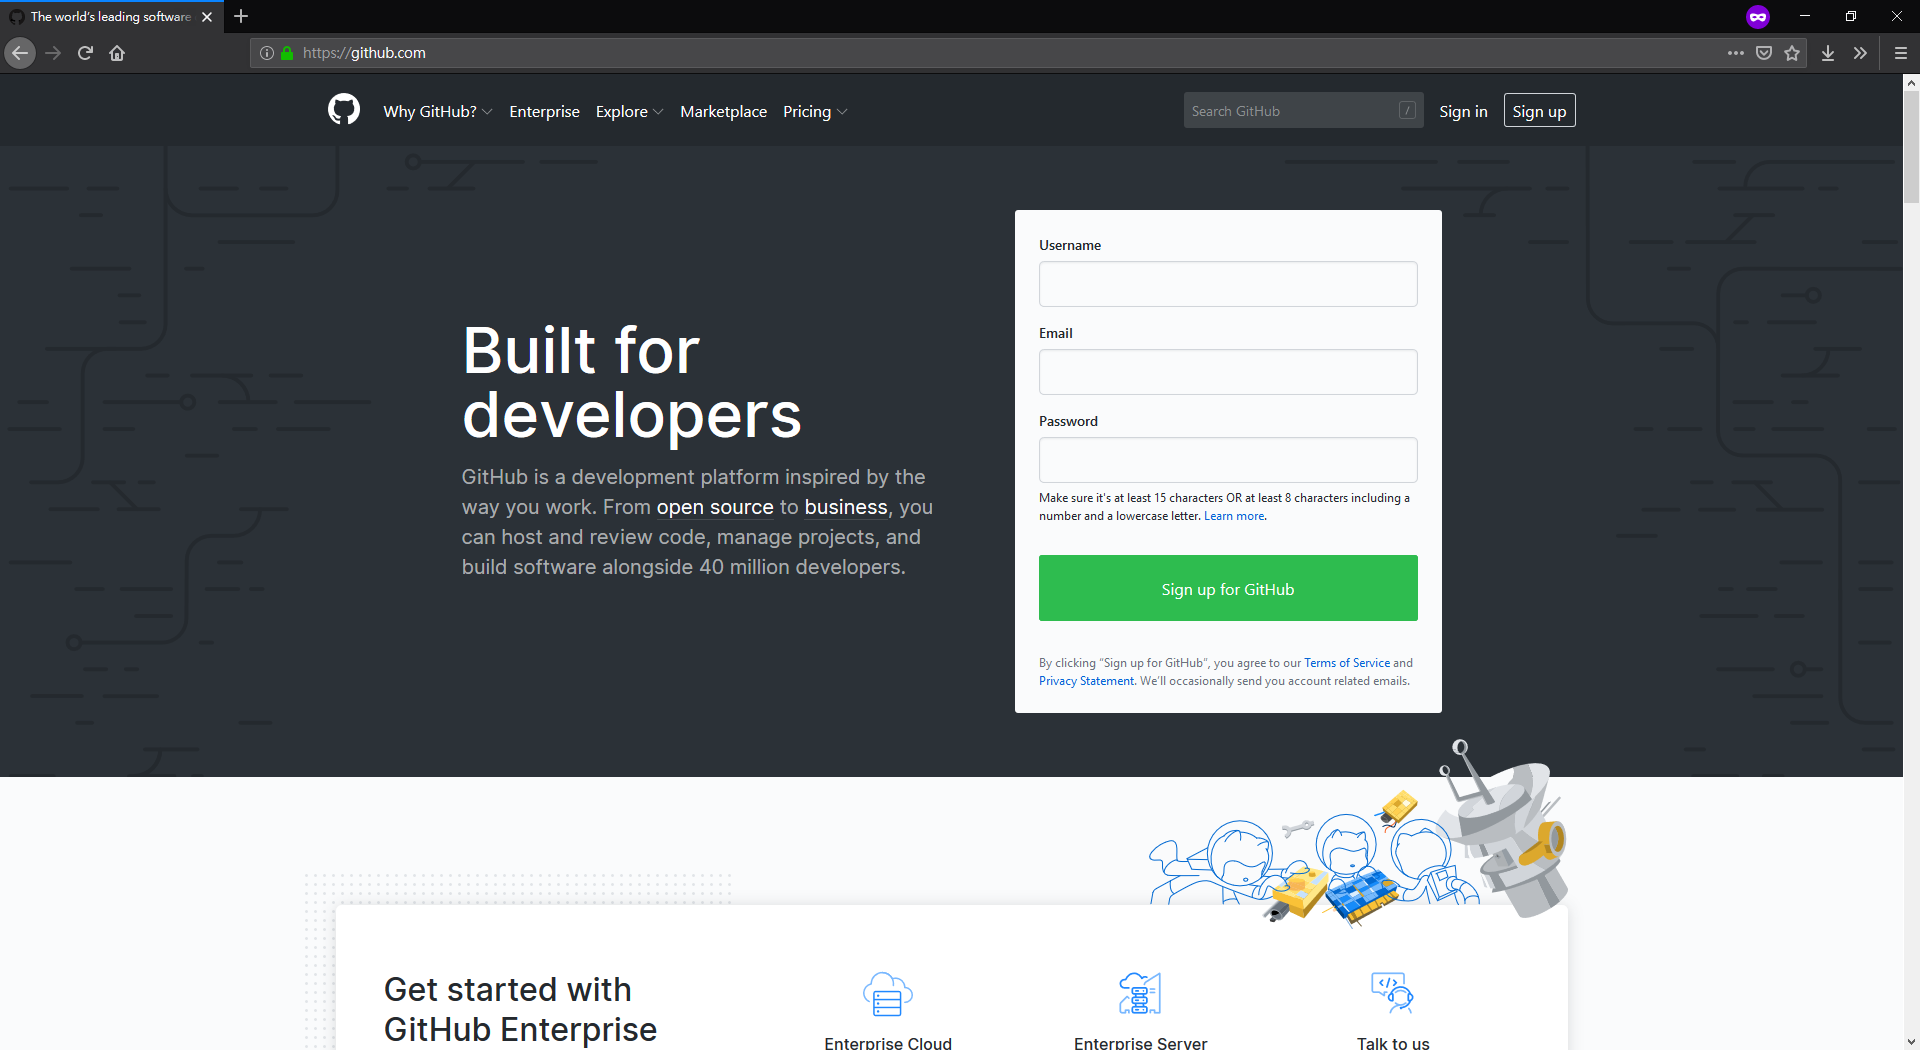 The world's leading software
https://github.com
Why GitHub?
Enterprise
Explore
Marketplace
Pricing
Search GitHub
/
Sign in
Sign up
Built for
developers
GitHub is a development platform inspired by the
way you work. From open source to business, you
can host and review code, manage projects, and
build software alongside 40 million developers.
Username
Email
Password
Make sure it's at least 15 characters OR at least 8 characters including a
number and a lowercase letter. Learn more.
Sign up for GitHub
By clicking “Sign up for GitHub”, you agree to our Terms of Service and
Privacy Statement. We’ll occasionally send you account related emails.
Get started with
GitHub Enterprise
Enterprise Cloud
Enterprise Server
Talk to us